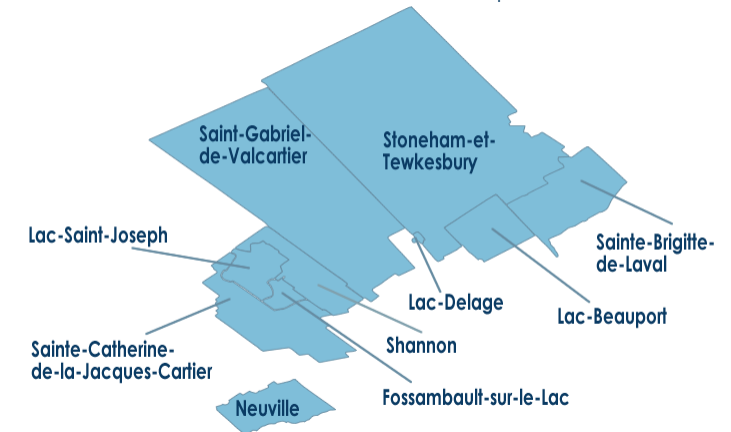 Saint-Gabriel-
de-Valcartier
Stoneham-et-
Tewkesbury
Lac-Saint-Joseph
Sainte-Brigitte-
de-Laval
Lac-Delage
Lac-Beauport
Shannon
Sainte-Catherine-
de-la-Jacques-Cartier
Fossambault-sur-le-Lac
Neuville